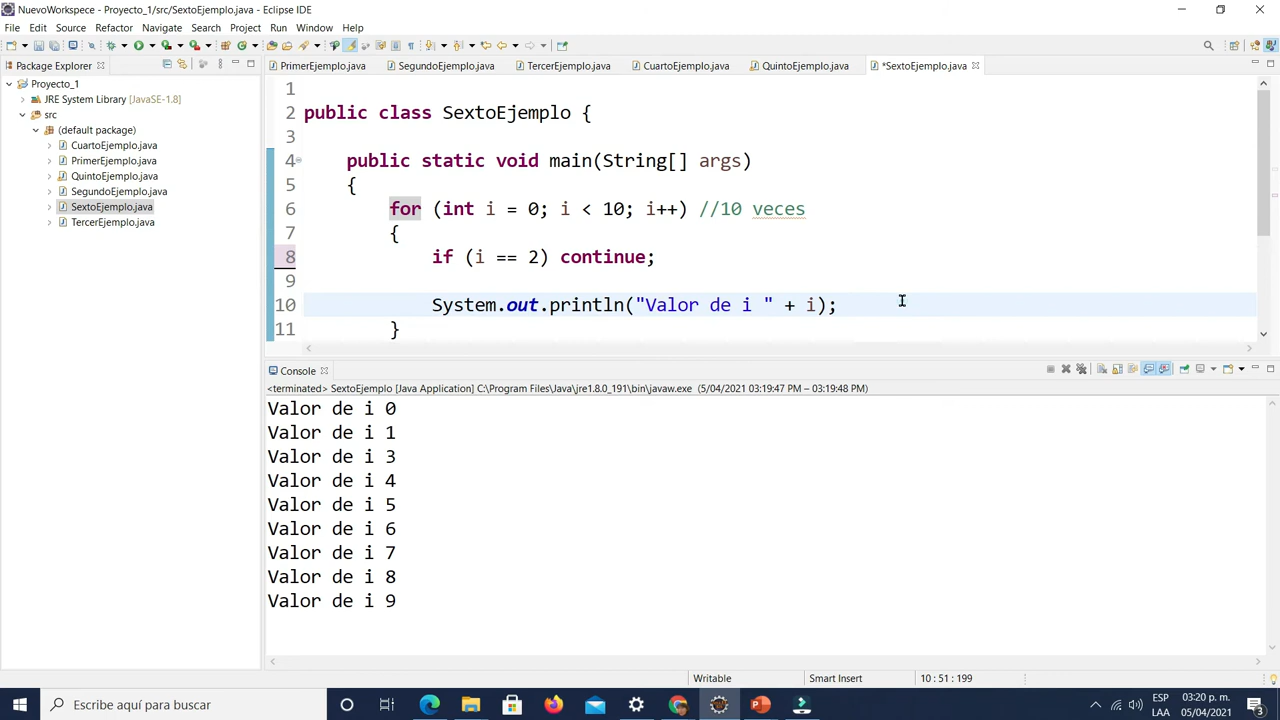 NuevoWorkspece - Proyecto_1/src/SextoEjemplo.java - Eclipse IDE
File Edit Source Refactor Navigate Search Project Run Window Help
Package Explorer
PrimerEjemplo.java SegundoEjemplo.java TercerEjemplo.java CuartoEjemplo.java QuintoEjemplo.java *SextoEjemplo.java
Proyecto_1
JRE System Library [JavaSE-1.8]
src
(default package)
CuartoEjemplo.java
PrimerEjemplo.java
QuintoEjemplo.java
SegundoEjemplo.java
SextoEjemplo.java
TercerEjemplo.java
1
2 public class SextoEjemplo {
3
4 public static void main(String[] args)
5 {
6 for (int i = 0; i < 10; i++) //10 veces
7 {
8 if (i == 2) continue;
9
10 System.out.println("Valor de i " + i);
11 }
Console
<terminated> SextoEjemplo [Java Application] C:\Program Files\Java\jre1.8.0_191\bin\javaw.exe (5/04/2021 03:19:47 PM – 03:19:48 PM)
Valor de i 0
Valor de i 1
Valor de i 3
Valor de i 4
Valor de i 5
Valor de i 6
Valor de i 7
Valor de i 8
Valor de i 9
Writable Smart Insert 10 : 51 : 199
Escribe aquí para buscar
ESP 03:20 p. m.
LAA 05/04/2021 3